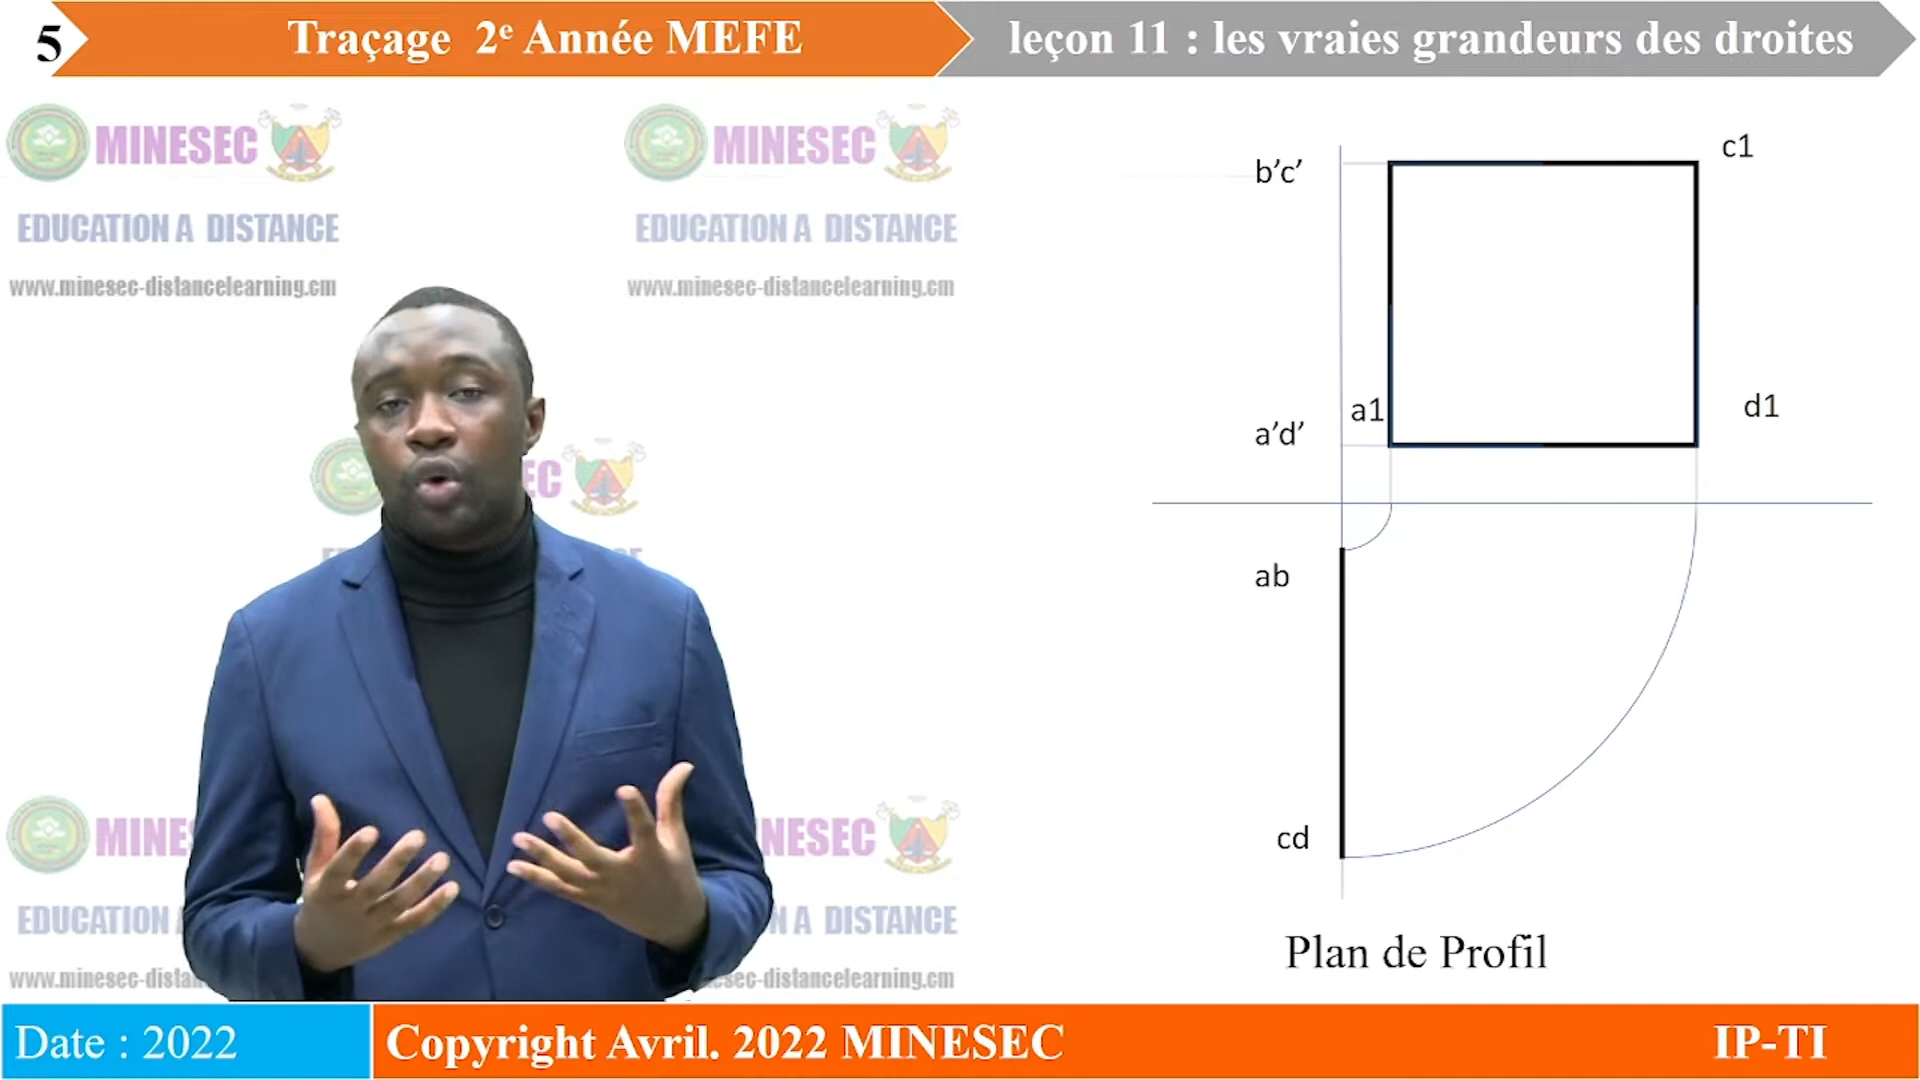 5
Traçage 2e Année MEFE
leçon 11 : les vraies grandeurs des droites
MINESEC
EDUCATION A DISTANCE
www.minesec-distancelearning.cm
MINESEC
EDUCATION A DISTANCE
www.minesec-distancelearning.cm
c1
b’c’
a1
d1
a’d’
ab
cd
Plan de Profil
EDUCATION A DISTANCE
Date : 2022
Copyright Avril. 2022 MINESEC
IP-TI